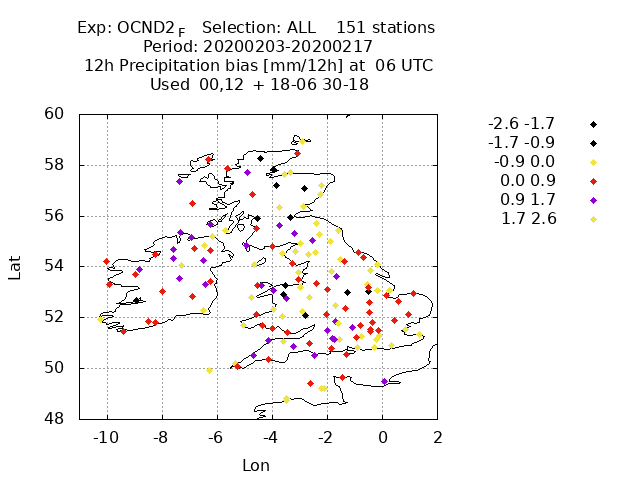 Exp: OCND2 F Selection: ALL 151 stations
Period: 20200203-20200217
12h Precipitation bias [mm/12h] at 06 UTC
Used 00,12 + 18-06 30-18
60
58
56
54
52
50
48
Lat
-10 -8 -6 -4 -2 0 2
Lon
-2.6 -1.7
-1.7 -0.9
-0.9 0.0
0.0 0.9
0.9 1.7
1.7 2.6